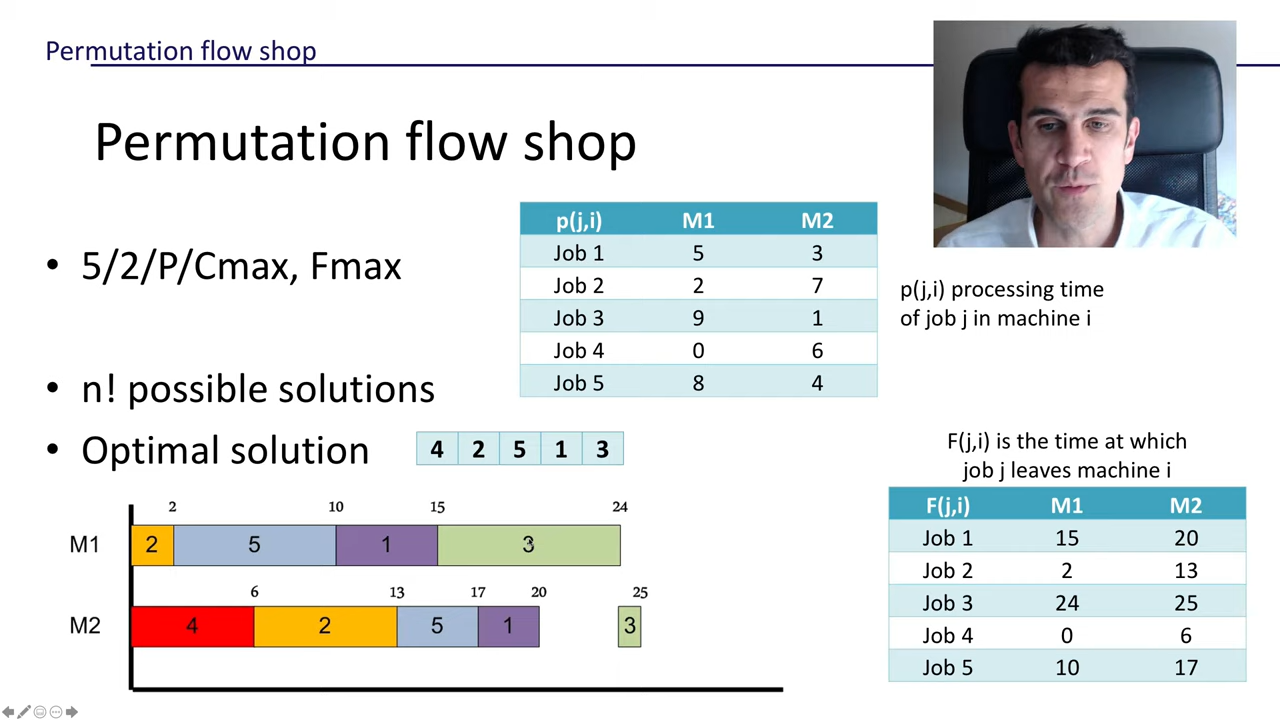 Permutation flow shop
Permutation flow shop
• 5/2/P/Cmax, Fmax
• n! possible solutions
• Optimal solution 4 2 5 1 3
p(j,i) M1 M2
Job 1 5 3
Job 2 2 7
Job 3 9 1
Job 4 0 6
Job 5 8 4
p(j,i) processing time
of job j in machine i
2 10 15 24
M1 2 5 1 3
6 13 17 20 25
M2 4 2 5 1 3
F(j,i) is the time at which
job j leaves machine i
F(j,i) M1 M2
Job 1 15 20
Job 2 2 13
Job 3 24 25
Job 4 0 6
Job 5 10 17